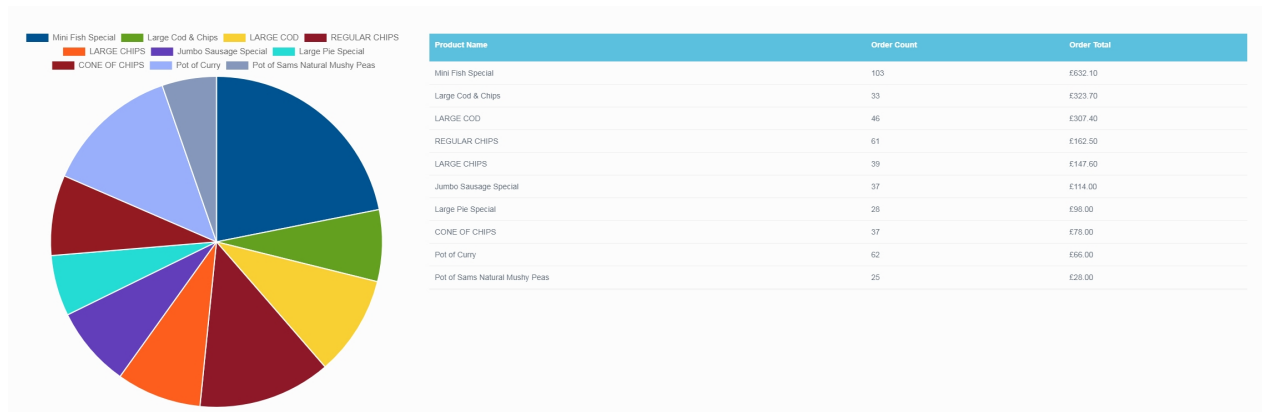 Mini Fish Special Large Cod & Chips LARGE COD REGULAR CHIPS
LARGE CHIPS Jumbo Sausage Special Large Pie Special
CONE OF CHIPS Pot of Curry Pot of Sams Natural Mushy Peas
Product Name Order Count Order Total
Mini Fish Special 103 £632.10
Large Cod & Chips 33 £323.70
LARGE COD 46 £307.40
REGULAR CHIPS 61 £162.50
LARGE CHIPS 39 £147.60
Jumbo Sausage Special 37 £114.00
Large Pie Special 28 £98.00
CONE OF CHIPS 37 £78.00
Pot of Curry 62 £66.00
Pot of Sams Natural Mushy Peas 25 £28.00